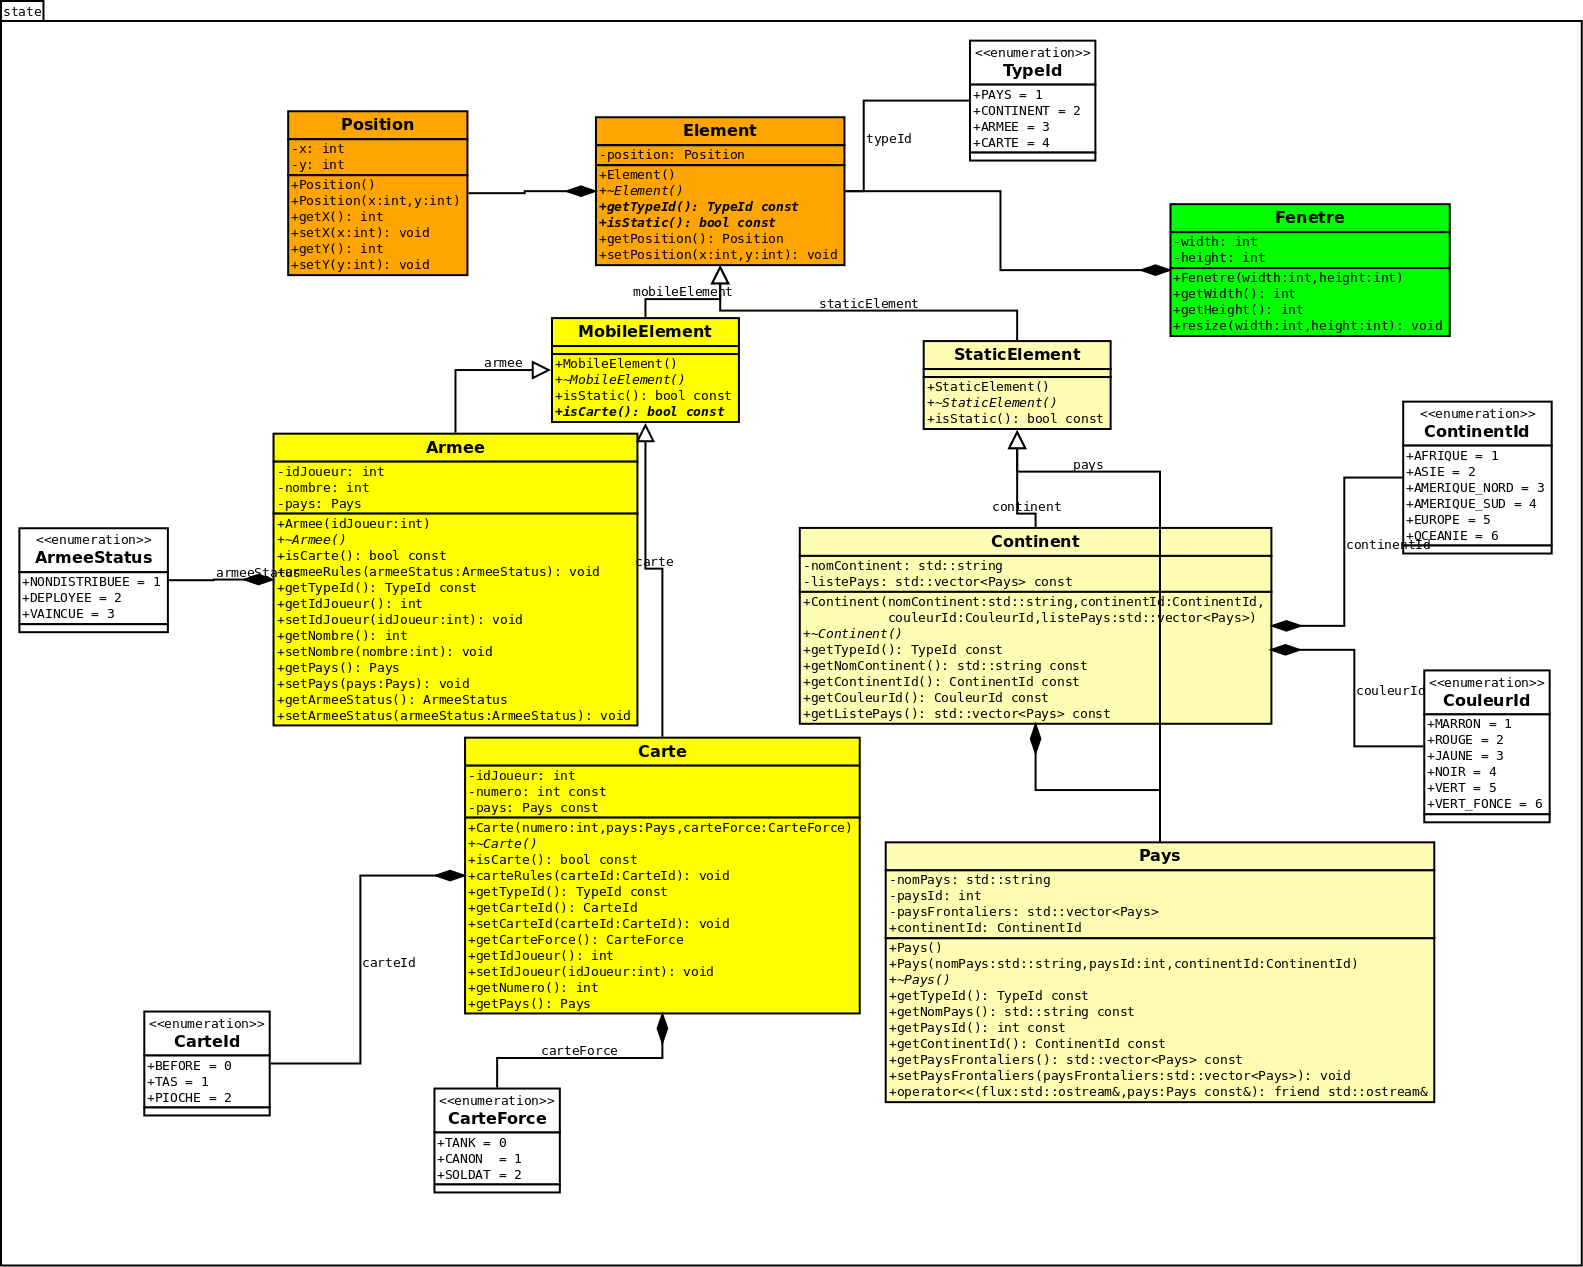 state
<<enumeration>>
TypeId
+PAYS = 1
+CONTINENT = 2
+ARMEE = 3
+CARTE = 4
Position
-x: int
-y: int
+Position()
+Position(x:int,y:int)
+getX(): int
+setX(x:int): void
+getY(): int
+setY(y:int): void
Element
-position: Position
+Element()
+~Element()
+getTypeId(): TypeId const
+isStatic(): bool const
+getPosition(): Position
+setPosition(x:int,y:int): void
typeId
Fenetre
-width: int
-height: int
+Fenetre(width:int,height:int)
+getWidth(): int
+getHeight(): int
+resize(width:int,height:int): void
mobileElement
staticElement
MobileElement
+MobileElement()
+~MobileElement()
+isStatic(): bool const
+isCarte(): bool const
StaticElement
+StaticElement()
+~StaticElement()
+isStatic(): bool const
armee
Armee
-idJoueur: int
-nombre: int
-pays: Pays
+Armee(idJoueur:int)
+~Armee()
+isCarte(): bool const
+armeeRules(armeeStatus:ArmeeStatus): void
+getTypeId(): TypeId const
+getIdJoueur(): int
+setIdJoueur(idJoueur:int): void
+getNombre(): int
+setNombre(nombre:int): void
+getPays(): Pays
+setPays(pays:Pays): void
+getArmeeStatus(): ArmeeStatus
+setArmeeStatus(armeeStatus:ArmeeStatus): void
<<enumeration>>
ArmeeStatus
+NONDISTRIBUEE = 1
+DEPLOYEE = 2
+VAINCUE = 3
armeeStatus
carte
pays
continent
<<enumeration>>
ContinentId
+AFRIQUE = 1
+ASIE = 2
+AMERIQUE_NORD = 3
+AMERIQUE_SUD = 4
+EUROPE = 5
+OCEANIE = 6
continentId
Continent
-nomContinent: std::string
-listePays: std::vector<Pays> const
+Continent(nomContinent:std::string,continentId:ContinentId,
couleurId:CouleurId,listePays:std::vector<Pays>)
+~Continent()
+getTypeId(): TypeId const
+getNomContinent(): std::string const
+getContinentId(): ContinentId const
+getCouleurId(): CouleurId const
+getListePays(): std::vector<Pays> const
couleurId
<<enumeration>>
CouleurId
+MARRON = 1
+ROUGE = 2
+JAUNE = 3
+NOIR = 4
+VERT = 5
+VERT_FONCE = 6
Carte
-idJoueur: int
-numero: int const
-pays: Pays const
+Carte(numero:int,pays:Pays,carteForce:CarteForce)
+~Carte()
+isCarte(): bool const
+carteRules(carteId:CarteId): void
+getTypeId(): TypeId const
+getCarteId(): CarteId
+setCarteId(carteId:CarteId): void
+getCarteForce(): CarteForce
+getIdJoueur(): int
+setIdJoueur(idJoueur:int): void
+getNumero(): int
+getPays(): Pays
Pays
-nomPays: std::string
-paysId: int
-paysFrontaliers: std::vector<Pays>
+continentId: ContinentId
+Pays()
+Pays(nomPays:std::string,paysId:int,continentId:ContinentId)
+~Pays()
+getTypeId(): TypeId const
+getNomPays(): std::string const
+getPaysId(): int const
+getContinentId(): ContinentId const
+getPaysFrontaliers(): std::vector<Pays> const
+setPaysFrontaliers(paysFrontaliers:std::vector<Pays>): void
+operator<<(flux:std::ostream&,pays:Pays const&): friend std::ostream&
carteId
<<enumeration>>
CarteId
+BEFORE = 0
+TAS = 1
+PIOCHE = 2
carteForce
<<enumeration>>
CarteForce
+TANK = 0
+CANON  = 1
+SOLDAT = 2